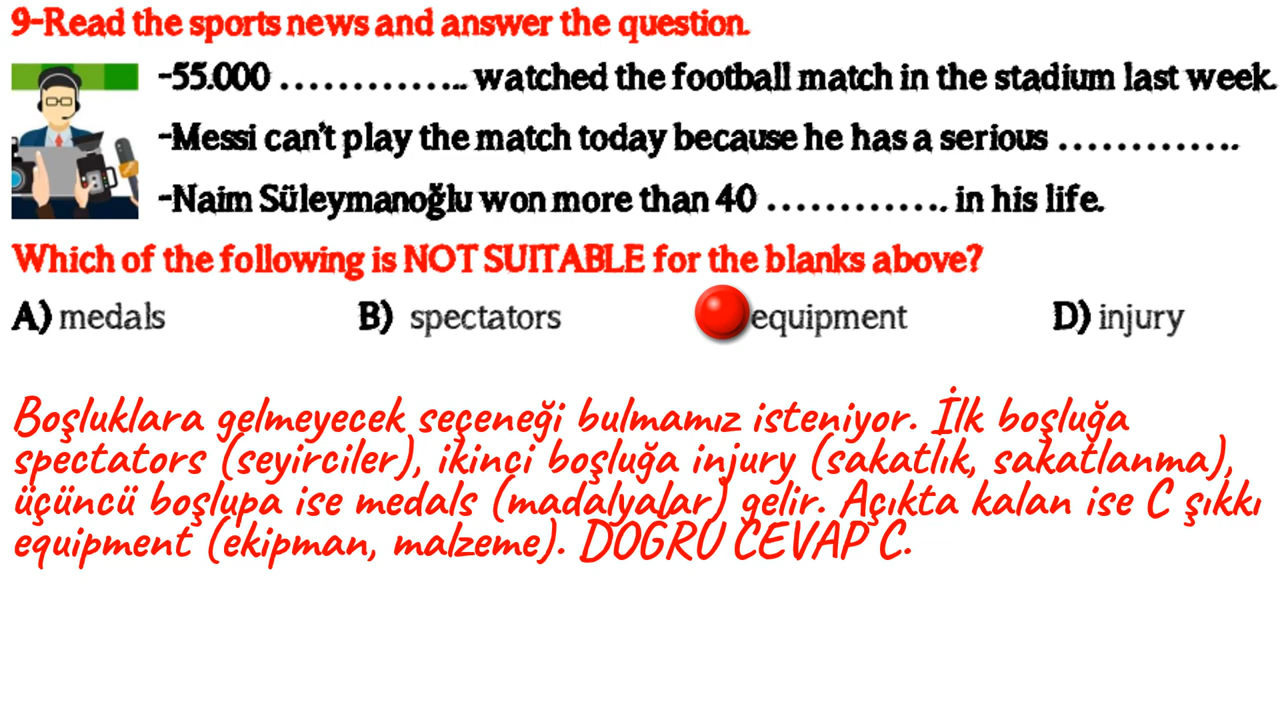 9-Read the sports news and answer the question.
-55.000 ………….. watched the football match in the stadium last week.
-Messi can't play the match today because he has a serious ………….
-Naim Süleymanoğlu won more than 40 …………. in his life.
Which of the following is NOT SUITABLE for the blanks above?
A) medals B) spectators equipment D) injury
Boşluklara gelmeyecek seçeneği bulmamız isteniyor. İlk boşluğa
spectators (seyirciler), ikinci boşluğa injury (sakatlık, sakatlanma),
üçüncü boşlupa ise medals (madalyalar) gelir. Açıkta kalan ise C şıkkı
equipment (ekipman, malzeme). DOĞRU CEVAP C.